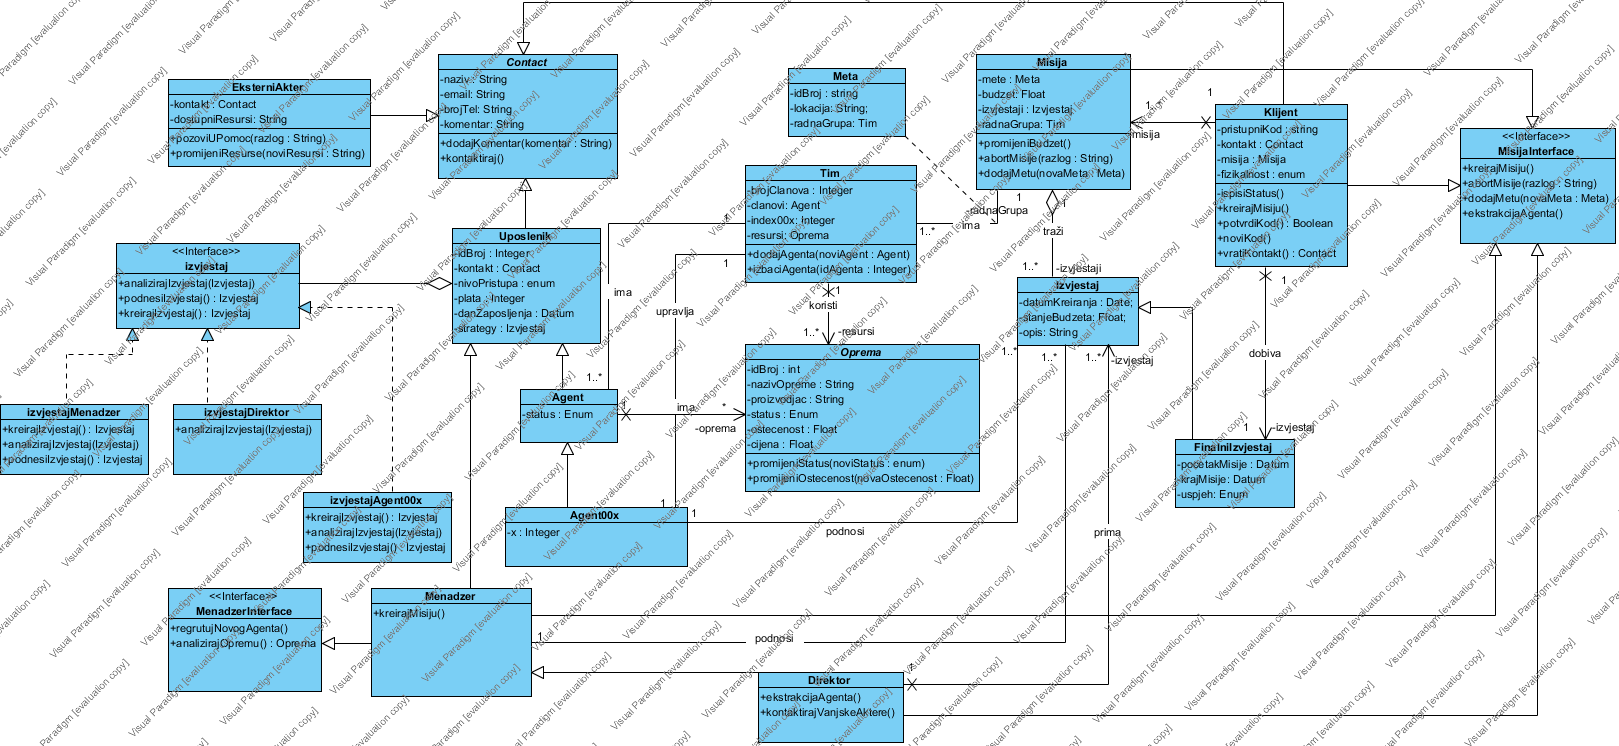 Contact
-naziv : String
-email: String
-brojTel: String
-komentar: String
+dodajKomentar(komentar : String)
+kontaktiraj()
EksterniAkter
-kontakt : Contact
-dostupniResursi: String
+pozoviUPomoc(razlog : String)
+promijeniResurse(noviResursi : String)
Meta
-idBroj : string
-lokacija: String;
-radnaGrupa: Tim
Misija
-mete : Meta
-budzet: Float
-izvjestaji : Izvjestaj
-radnaGrupa: Tim
+promijeniBudzet()
+abortMisije(razlog : String)
+dodajMetu(novaMeta : Meta)
1..*
-misija
1
Klijent
-pristupniKod : string
-kontakt : Contact
-misija : Misija
-fizikalnost : enum
-ispisiStatus()
+kreirajMisiju()
+potvrdiKod() : Boolean
+noviKod()
+vratiKontakt() : Contact
<<Interface>>
MisijaInterface
+kreirajMisiju()
+abortMisije(razlog : String)
+dodajMetu(novaMeta : Meta)
+ekstrakcijaAgenta()
Tim
-brojClanova : Integer
-clanovi : Agent
-index00x: Integer
-resursi: Oprema
+dodajAgenta(noviAgent : Agent)
+izbaciAgenta(idAgenta : Integer)
1
-radnaGrupa
1..*
ima
1
1
traži
1..*
-izvjestaji
Uposlenik
-idBroj : Integer
-kontakt : Contact
-nivoPristupa : enum
-plata : Integer
-danZaposljenja : Datum
-strategy : Izvjestaj
<<Interface>>
izvjestaj
+analizirajIzvjestaj(Izvjestaj)
+podnesiIzvjestaj() : Izvjestaj
+kreirajIzvjestaj() : Izvjestaj
ima
upravlja
1
koristi
1..*
-resursi
Izvjestaj
-datumKreiranja : Date;
-stanjeBudzeta: Float;
-opis: String
1..*
1..*
1..*
-izvjestaj
1
dobiva
Oprema
-idBroj : int
-nazivOpreme : String
-proizvodjac : String
-status : Enum
-ostecenost : Float
-cijena : Float
+promijeniStatus(noviStatus : enum)
+promijeniOstecenost(novaOstecenost : Float)
1..*
Agent
-status : Enum
1
ima
*
-oprema
izvjestajMenadzer
+kreirajIzvjestaj() : Izvjestaj
+analizirajIzvjestaj(Izvjestaj)
+podnesiIzvjestaj() : Izvjestaj
izvjestajDirektor
+analizirajIzvjestaj(Izvjestaj)
1
-izvjestaj
FinalniIzvjestaj
-pocetakMisije : Datum
-krajMisije: Datum
-uspjeh: Enum
izvjestajAgent00x
+kreirajIzvjestaj() : Izvjestaj
+analizirajIzvjestaj(Izvjestaj)
+podnesiIzvjestaj : Izvjestaj
1
Agent00x
-x : Integer
1
podnosi
prima
<<Interface>>
MenadzerInterface
+regrutujNovogAgenta()
+analizirajOpremu() : Oprema
Menadzer
+kreirajMisiju()
1
podnosi
1
Direktor
+ekstrakcijaAgenta()
+kontaktirajVanjskeAktere()
Visual Paradigm [evaluation copy]